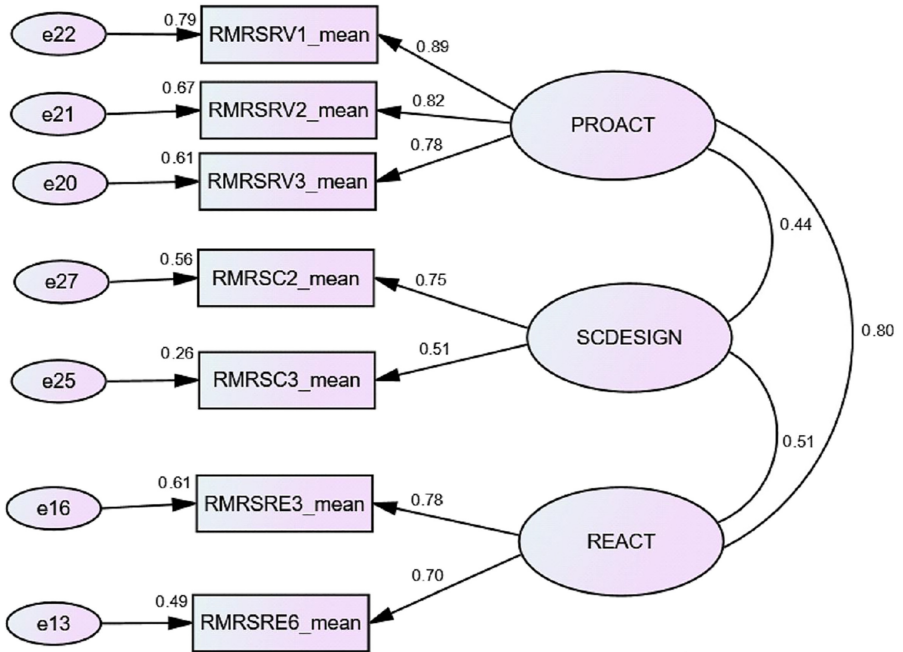 e22
0.79
RMRSRV1_mean
0.89
e21
0.67
RMRSRV2_mean
0.82
PROACT
e20
0.61
RMRSRV3_mean
0.78
0.44
e27
0.56
RMRSC2_mean
0.75
SCDESIGN
0.80
e25
0.26
RMRSC3_mean
0.51
0.51
e16
0.61
RMRSRE3_mean
0.78
REACT
e13
0.49
RMRSRE6_mean
0.70